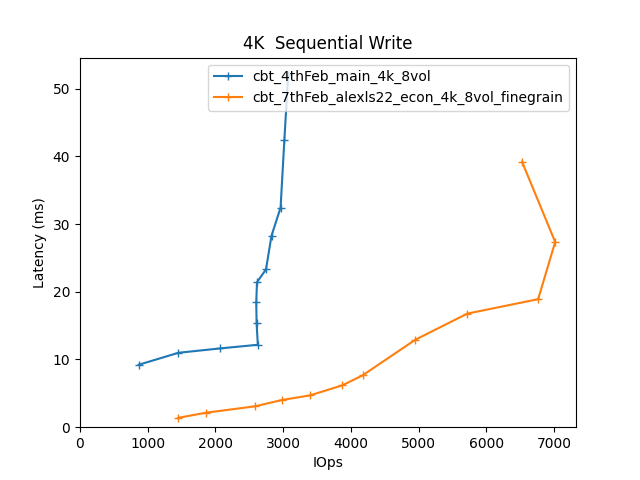 4K  Sequential Write
cbt_4thFeb_main_4k_8vol
cbt_7thFeb_alexls22_econ_4k_8vol_finegrain
50
40
30
20
10
0
Latency (ms)
0 1000 2000 3000 4000 5000 6000 7000
IOps